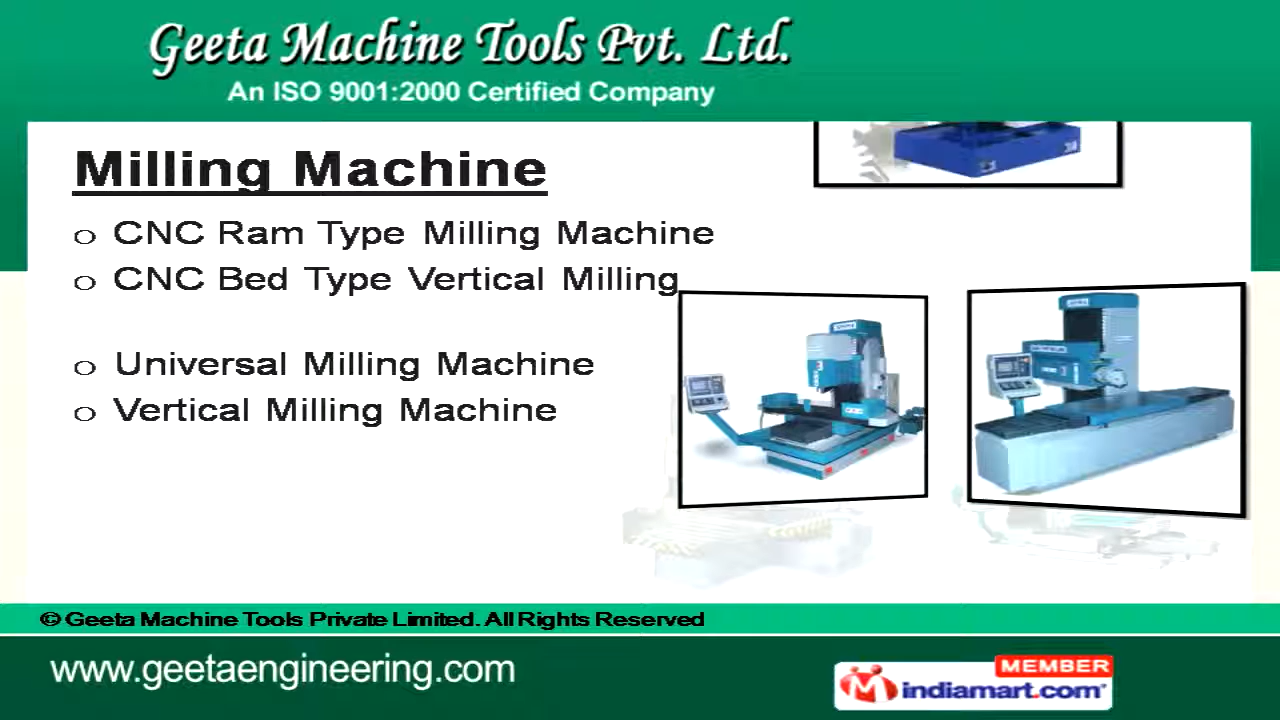 Geeta Machine Tools Pvt. Ltd.
An ISO 9001:2000 Certified Company
Milling Machine
o CNC Ram Type Milling Machine
o CNC Bed Type Vertical Milling
o Universal Milling Machine
o Vertical Milling Machine
© Geeta Machine Tools Private Limited. All Rights Reserved
www.geetaengineering.com
MEMBER
indiamart.com